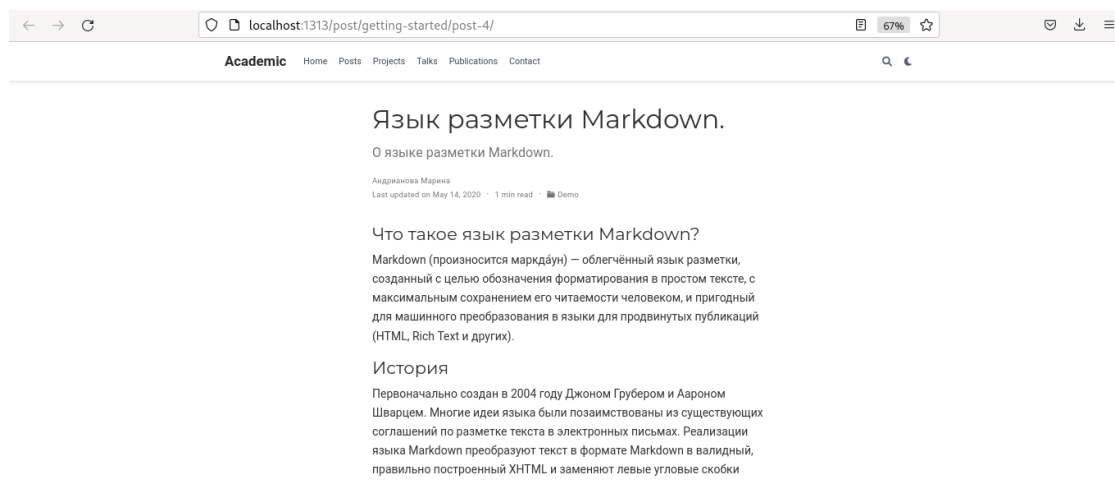 localhost:1313/post/getting-started/post-4/
67%
Academic Home Posts Projects Talks Publications Contact
Язык разметки Markdown.
О языке разметки Markdown.
Андрианова Марина
Last updated on May 14, 2020 · 1 min read · Demo
Что такое язык разметки Markdown?
Markdown (произносится маркда́ун) — облегчённый язык разметки,
созданный с целью обозначения форматирования в простом тексте, с
максимальным сохранением его читаемости человеком, и пригодный
для машинного преобразования в языки для продвинутых публикаций
(HTML, Rich Text и других).
История
Первоначально создан в 2004 году Джоном Грубером и Аароном
Шварцем. Многие идеи языка были позаимствованы из существующих
соглашений по разметке текста в электронных письмах. Реализации
языка Markdown преобразуют текст в формате Markdown в валидный,
правильно построенный XHTML и заменяют левые угловые скобки